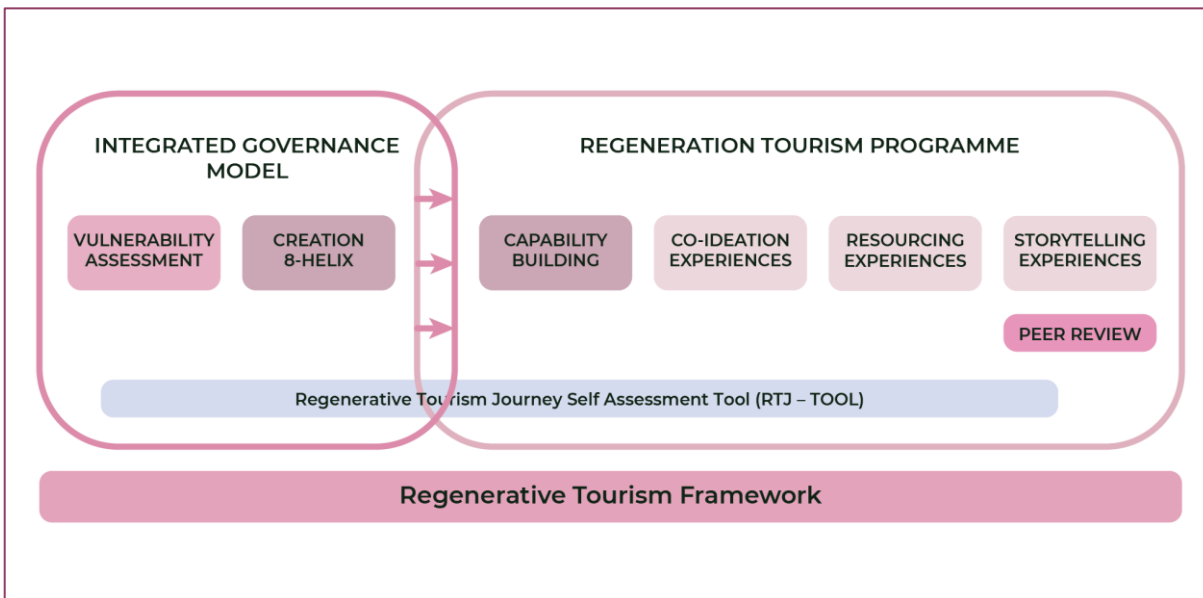 INTEGRATED GOVERNANCE
MODEL
REGENERATION TOURISM PROGRAMME
VULNERABILITY
ASSESSMENT
CREATION
8-HELIX
CAPABILITY
BUILDING
CO-IDEATION
EXPERIENCES
RESOURCING
EXPERIENCES
STORYTELLING
EXPERIENCES
PEER REVIEW
Regenerative Tourism Journey Self Assessment Tool (RTJ – TOOL)
Regenerative Tourism Framework